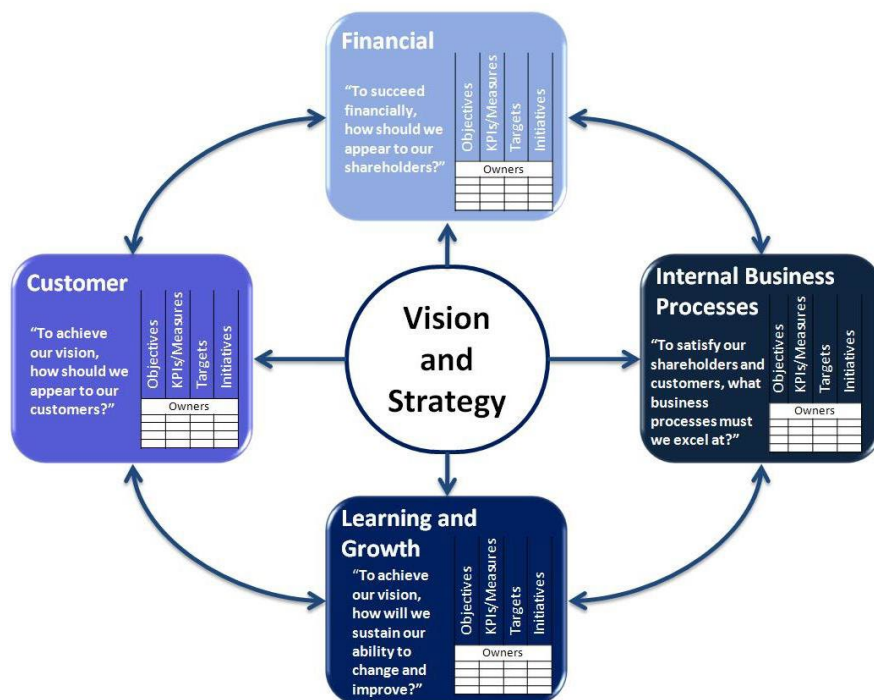 Financial
“To succeed
financially,
how should we
appear to our
shareholders?”
Objectives
KPIs/Measures
Targets
Initiatives
Owners
Customer
“To achieve
our vision,
how should we
appear to our
customers?”
Objectives
KPIs/Measures
Targets
Initiatives
Owners
Vision
and
Strategy
Internal Business
Processes
“To satisfy our
shareholders and
customers, what
business
processes must
we excel at?”
Objectives
KPIs/Measures
Targets
Initiatives
Owners
Learning and
Growth
“To achieve
our vision,
how will we
sustain our
ability to
change and
improve?”
Objectives
KPIs/Measures
Targets
Initiatives
Owners